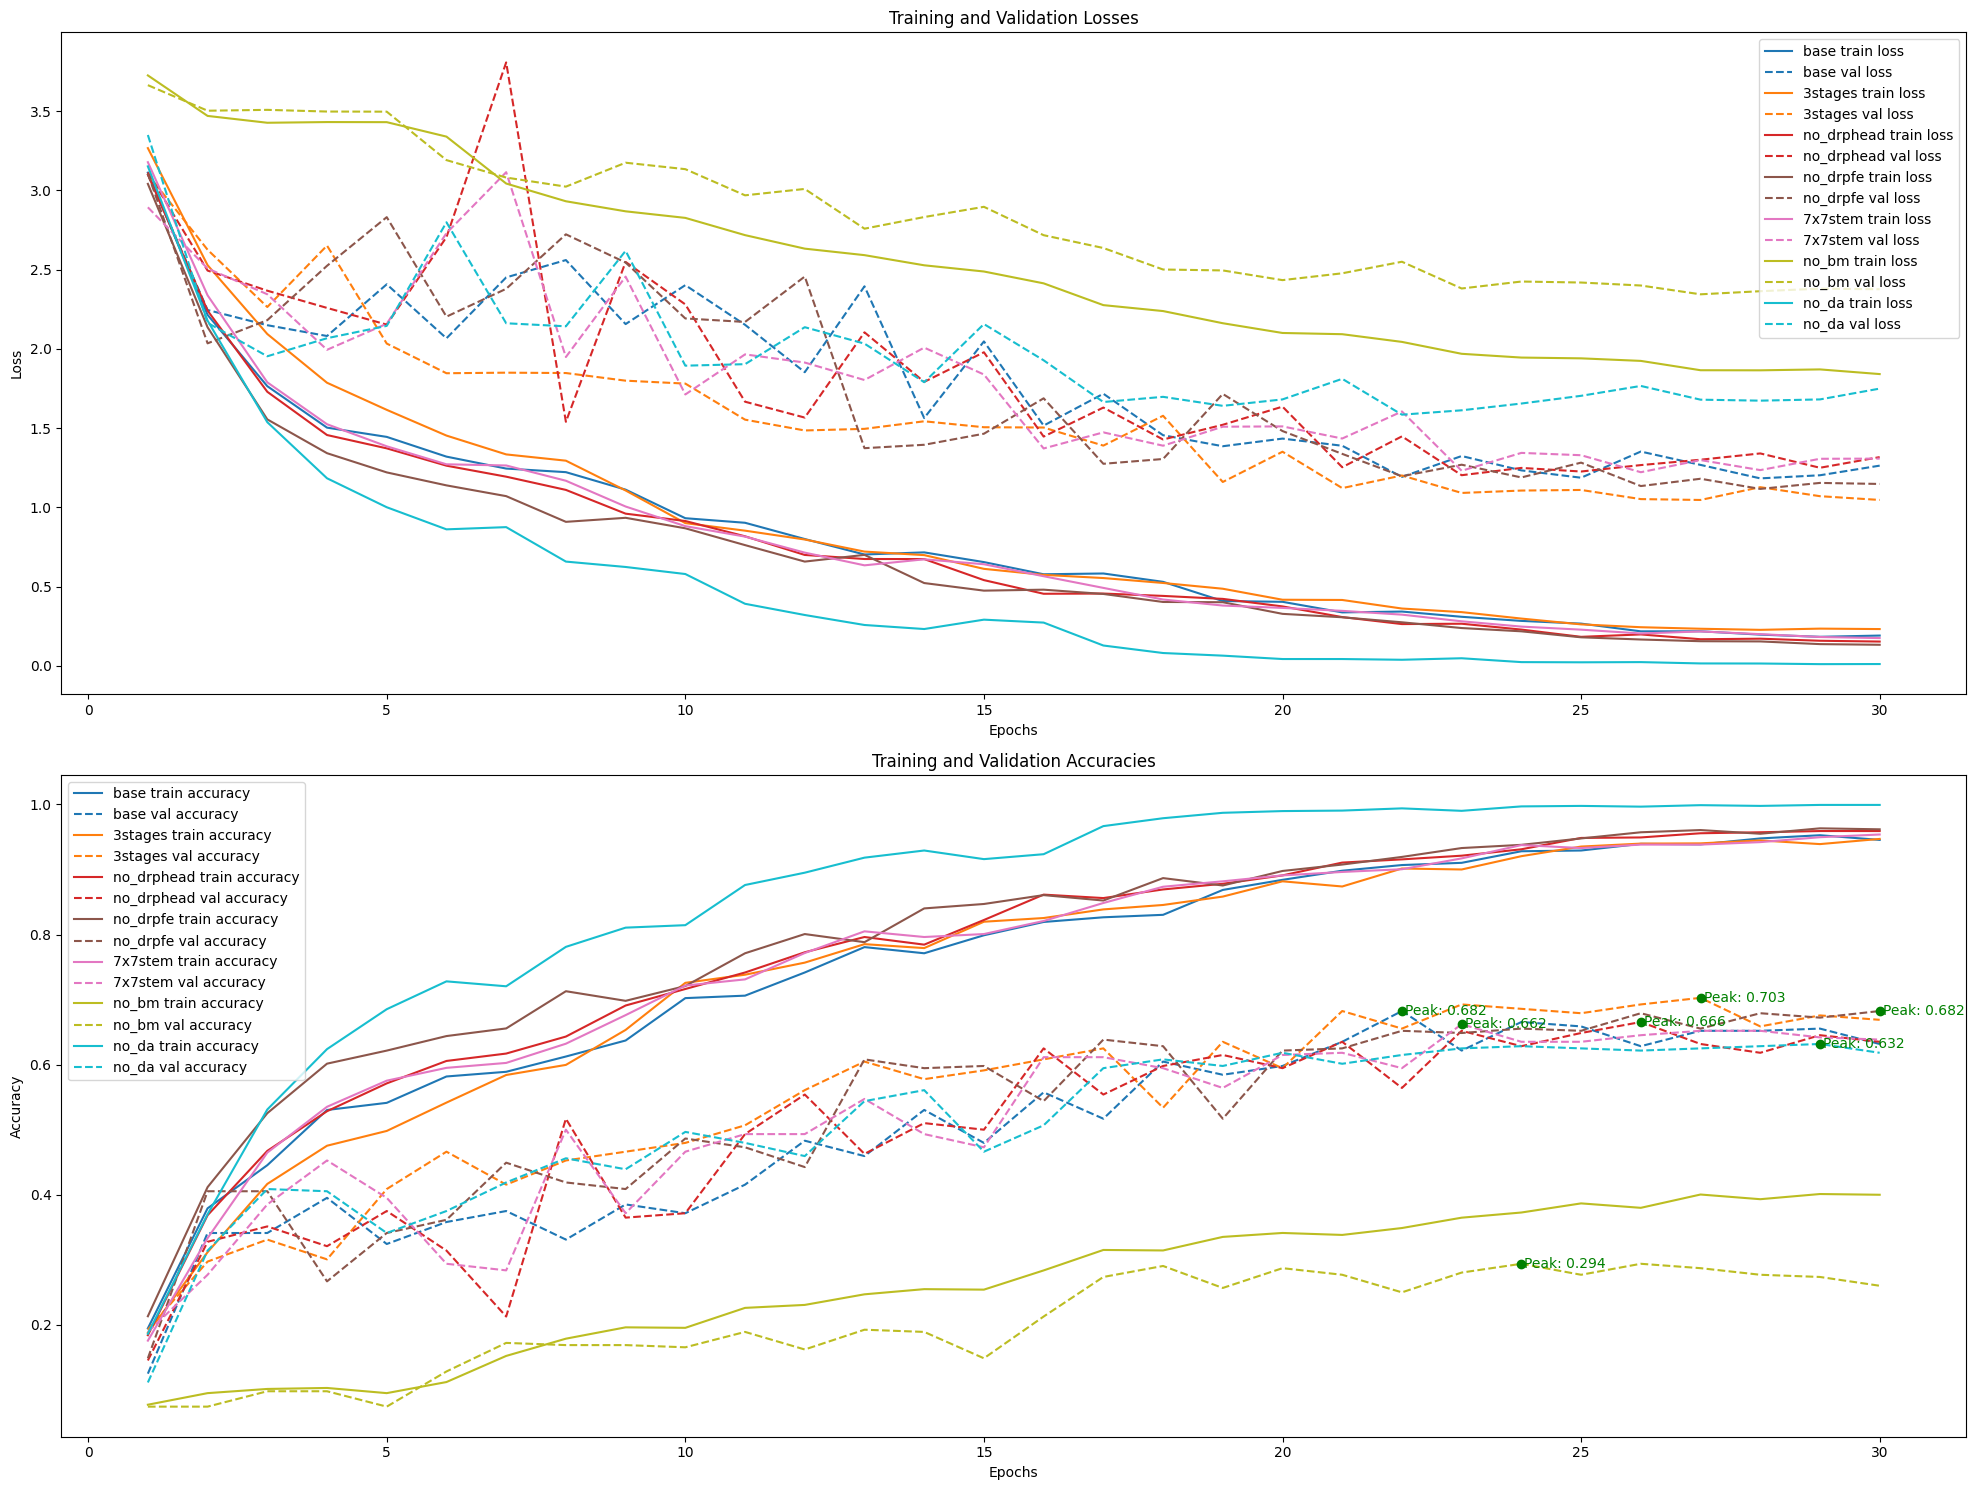 Training and Validation Losses
Loss
3.5
3.0
2.5
2.0
1.5
1.0
0.5
0.0
base train loss
base val loss
3stages train loss
3stages val loss
no_drphead train loss
no_drphead val loss
no_drpfe train loss
no_drpfe val loss
7x7stem train loss
7x7stem val loss
no_bm train loss
no_bm val loss
no_da train loss
no_da val loss
0 5 10 15 20 25 30
Epochs
Training and Validation Accuracies
Accuracy
1.0
0.8
0.6
0.4
0.2
base train accuracy
base val accuracy
3stages train accuracy
3stages val accuracy
no_drphead train accuracy
no_drphead val accuracy
no_drpfe train accuracy
no_drpfe val accuracy
7x7stem train accuracy
7x7stem val accuracy
no_bm train accuracy
no_bm val accuracy
no_da train accuracy
no_da val accuracy
Peak: 0.703
Peak: 0.682
Peak: 0.682
Peak: 0.662
Peak: 0.666
Peak: 0.632
Peak: 0.294
0 5 10 15 20 25 30
Epochs